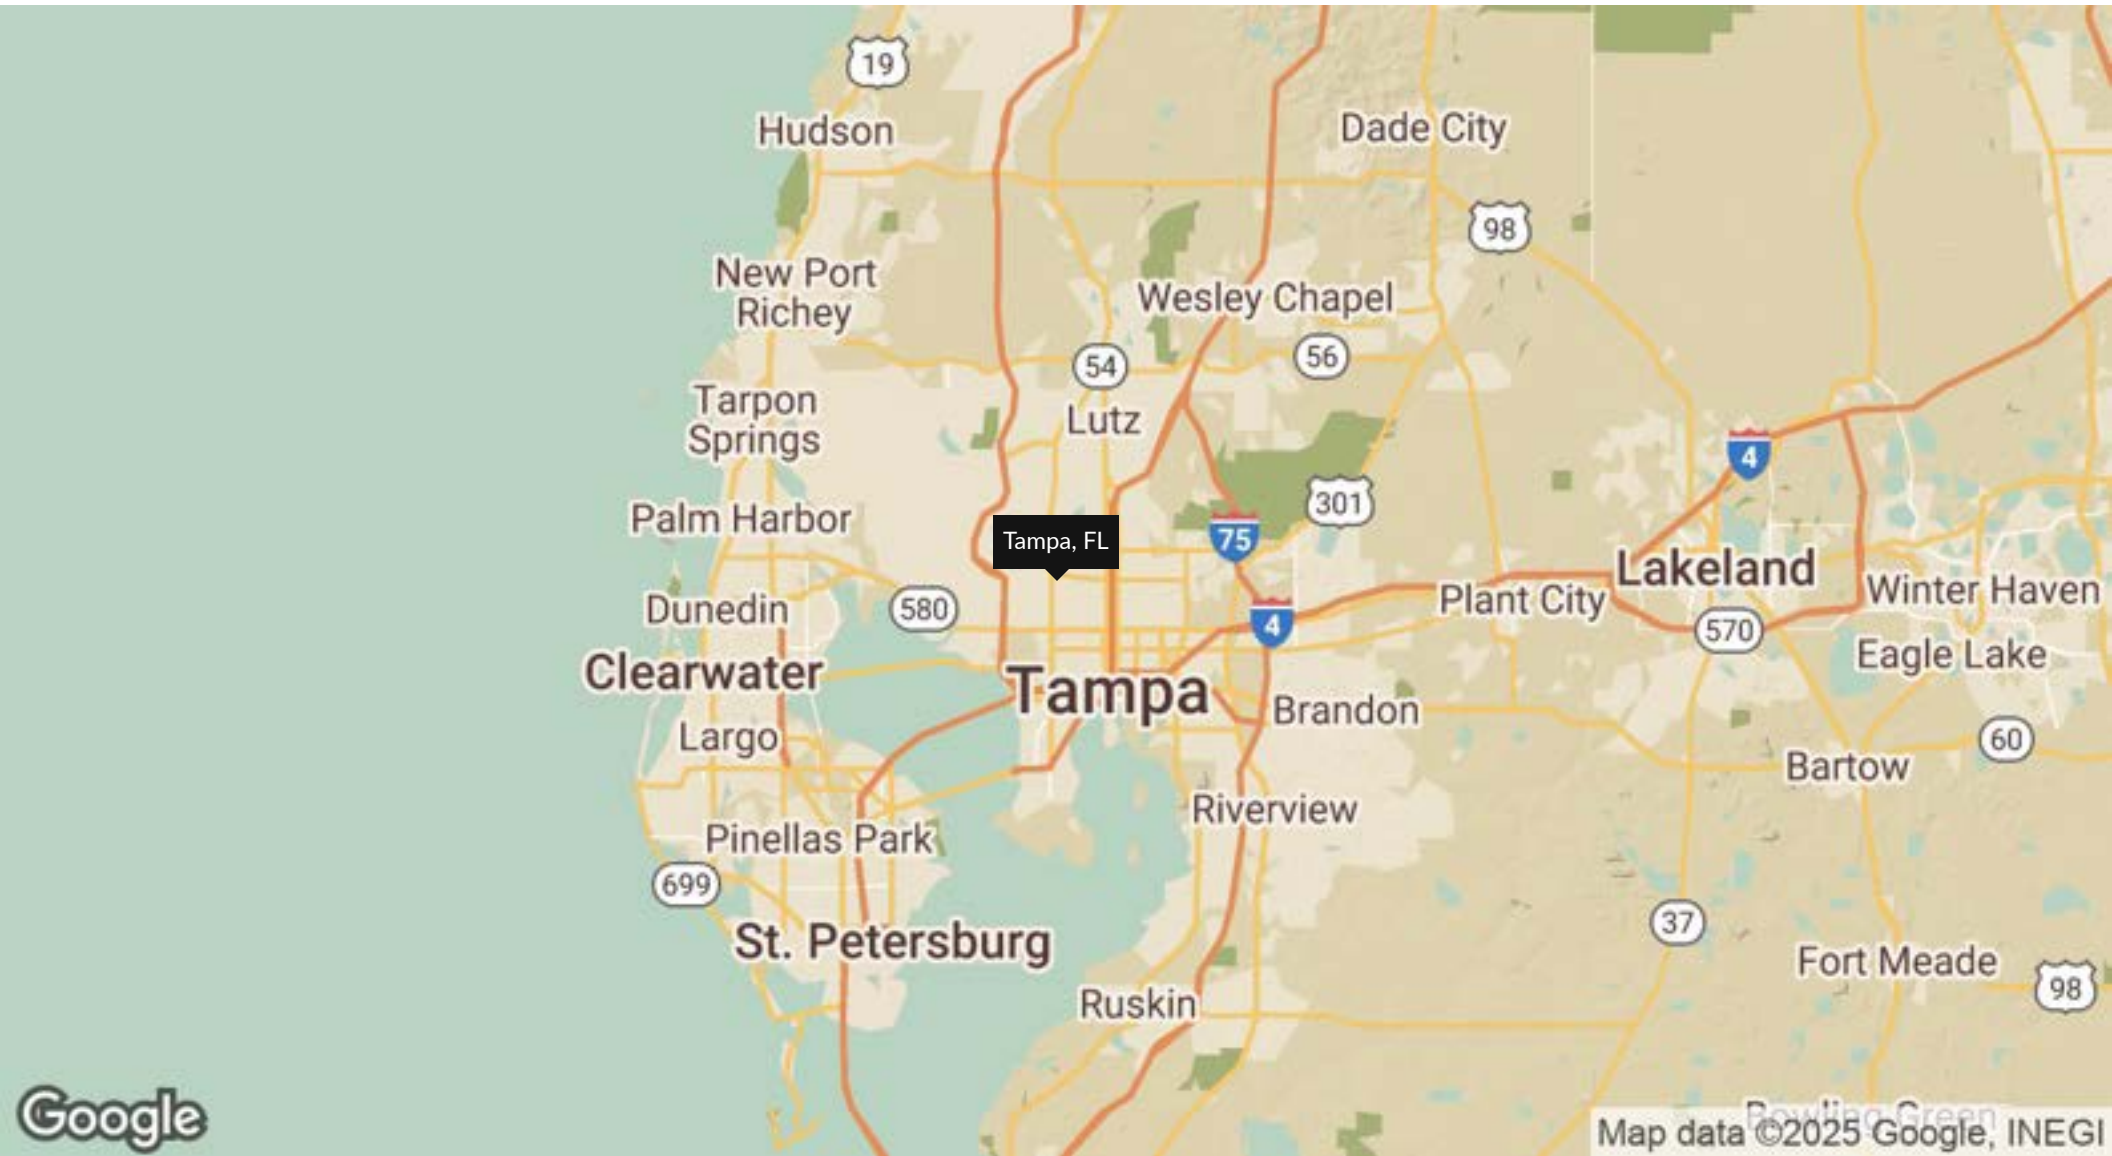 19
Hudson
Dade City
98
New Port
Richey
Wesley Chapel
54
56
Tarpon
Springs
Lutz
4
301
Palm Harbor
Tampa, FL
75
Lakeland
Plant City
Winter Haven
Dunedin
580
4
570
Eagle Lake
Clearwater
Tampa
Brandon
Largo
60
Bartow
Riverview
Pinellas Park
699
37
St. Petersburg
Fort Meade
98
Ruskin
Google
Bowling Green
Map data ©2025 Google, INEGI